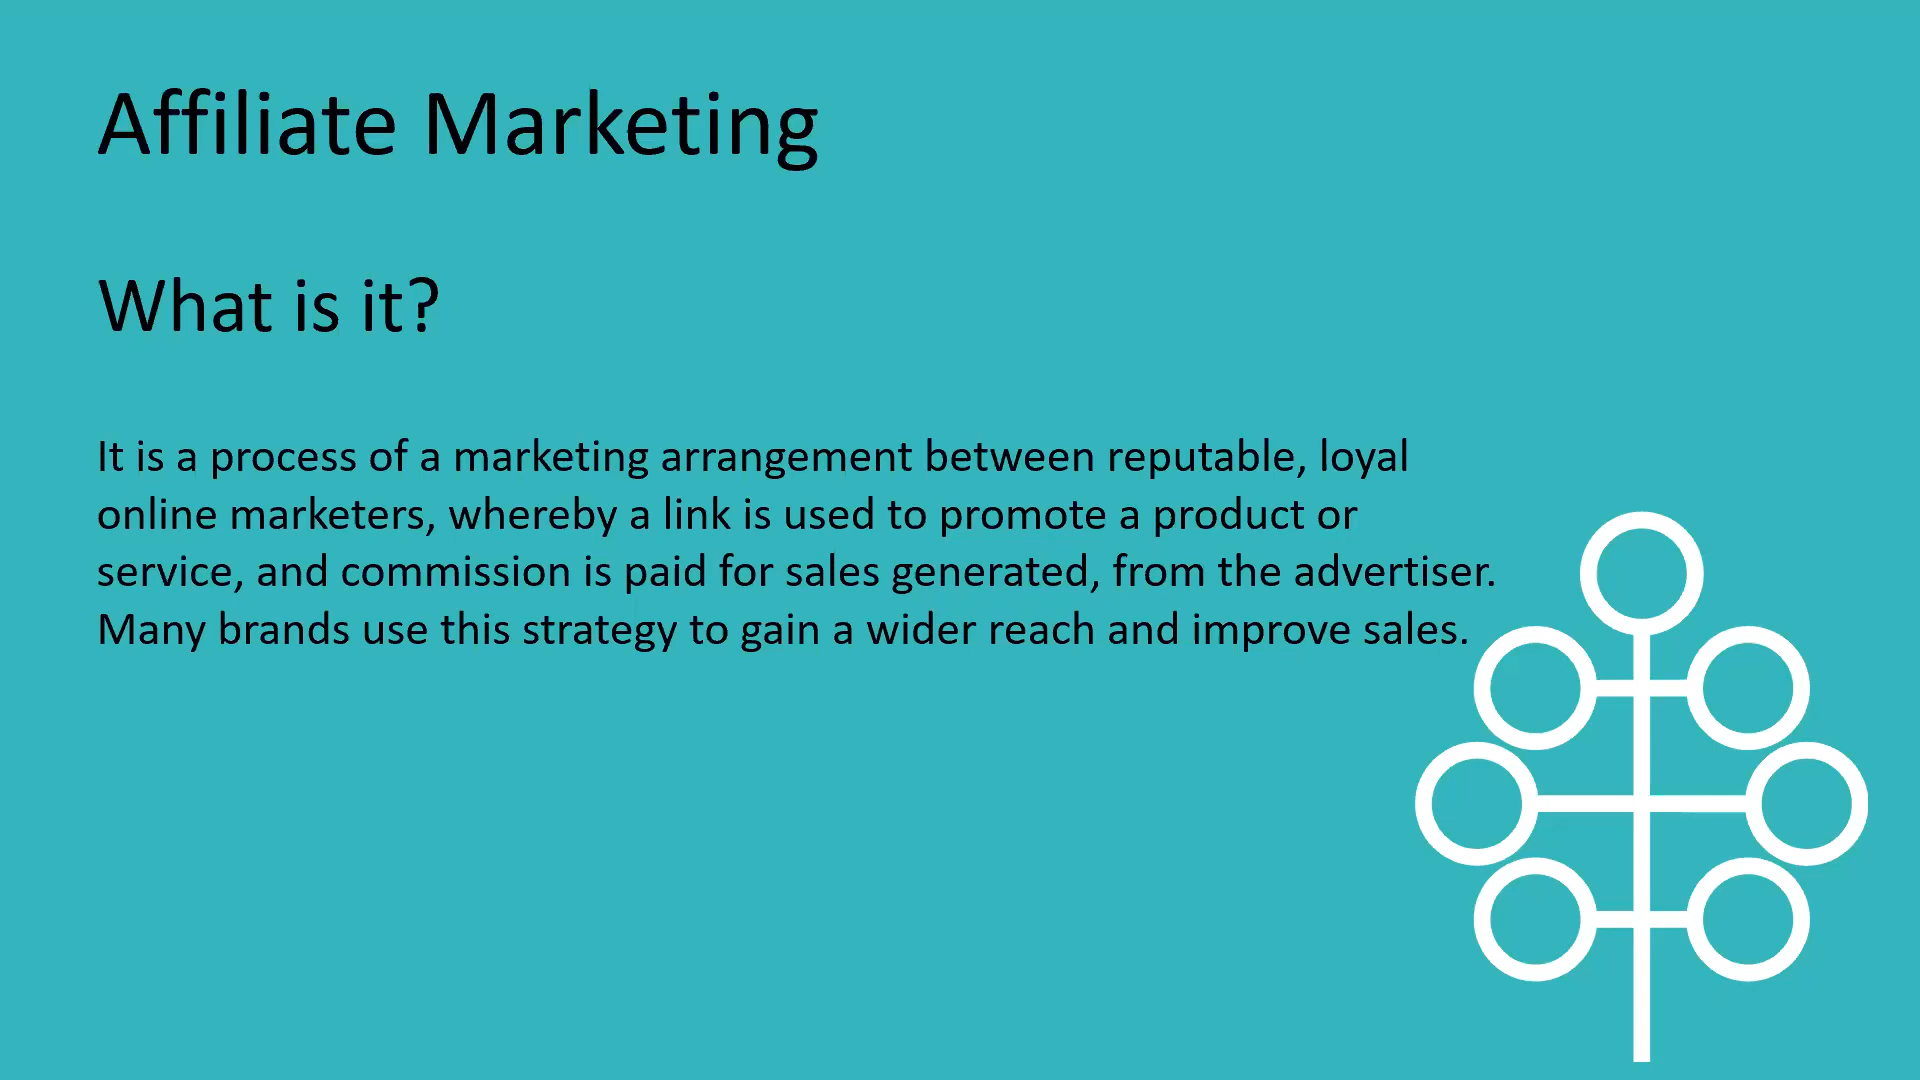 Affiliate Marketing
What is it?
It is a process of a marketing arrangement between reputable, loyal
online marketers, whereby a link is used to promote a product or
service, and commission is paid for sales generated, from the advertiser.
Many brands use this strategy to gain a wider reach and improve sales.